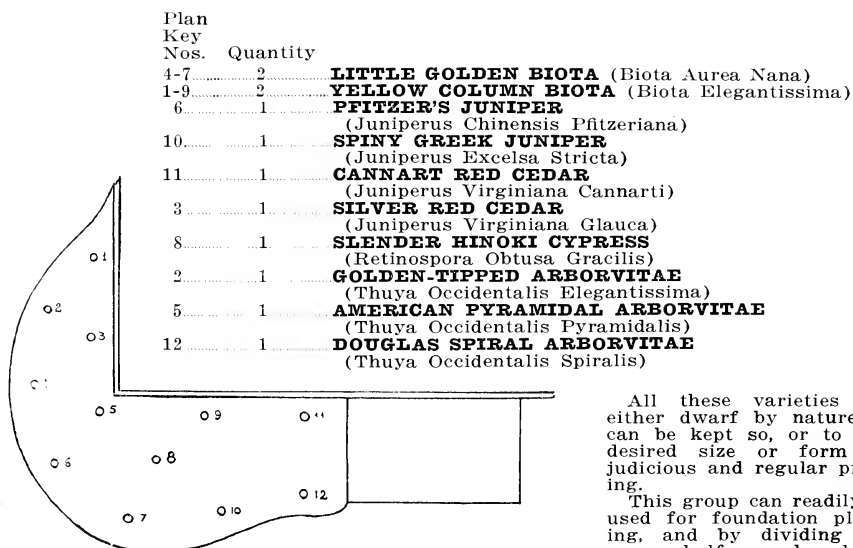 Plan
Key
Nos. Quantity
4-7 2 LITTLE GOLDEN BIOTA (Biota Aurea Nana)
1-9 2 YELLOW COLUMN BIOTA (Biota Elegantissima)
6 1 PFITZER'S JUNIPER
(Juniperus Chinensis Pfitzeriana)
10 1 SPINY GREEK JUNIPER
(Juniperus Excelsa Stricta)
11 1 CANNART RED CEDAR
(Juniperus Virginiana Cannarti)
3 1 SILVER RED CEDAR
(Juniperus Virginiana Glauca)
8 1 SLENDER HINOKI CYPRESS
(Retinospora Obtusa Gracilis)
2 1 GOLDEN-TIPPED ARBORVITAE
(Thuya Occidentalis Elegantissima)
5 1 AMERICAN PYRAMIDAL ARBORVITAE
(Thuya Occidentalis Pyramidalis)
12 1 DOUGLAS SPIRAL ARBORVITAE
(Thuya Occidentalis Spiralis)
1
2
3
5
9
11
6
8
12
7
10
All these varieties
either dwarf by nature
can be kept so, or to
desired size or form
judicious and regular
ing.
This group can readily
used for foundation
ing, and by dividing